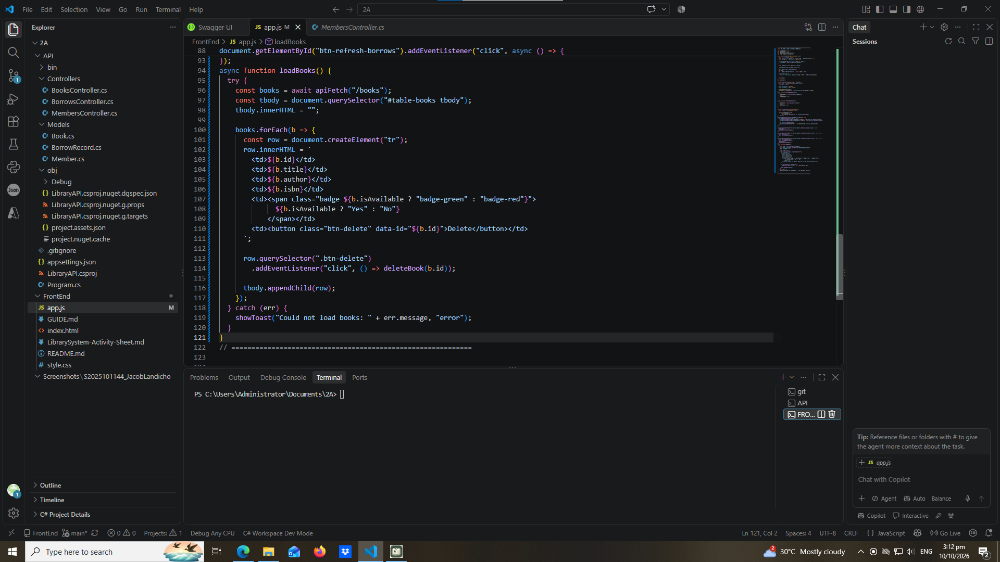 File Edit Selection View Go Run Terminal Help
2A
Explorer
2A
API
bin
Controllers
BooksController.cs
BorrowsController.cs
MembersController.cs
Models
Book.cs
BorrowRecord.cs
Member.cs
obj
Debug
LibraryAPI.csproj.nuget.dgspec.json
LibraryAPI.csproj.nuget.g.props
LibraryAPI.csproj.nuget.g.targets
project.assets.json
project.nuget.cache
.gitignore
appsettings.json
LibraryAPI.csproj
Program.cs
FrontEnd
JS app.js M
GUIDE.md
index.html
LibrarySystem-Activity-Sheet.md
README.md
style.css
Screenshots\S2025101144_JacobLandicho
Outline
Timeline
C# Project Details
Swagger UI
JS app.js M
MembersController.cs
FrontEnd > JS app.js > loadBooks
88 document.getElementById("btn-refresh-borrows").addEventListener("click", async () => {
93 });
94 async function loadBooks() {
95 try {
96 const books = await apiFetch("/books");
97 const tbody = document.querySelector("#table-books tbody");
98 tbody.innerHTML = "";
99
100 books.forEach(b => {
101 const row = document.createElement("tr");
102 row.innerHTML = `
103 <td>${b.id}</td>
104 <td>${b.title}</td>
105 <td>${b.author}</td>
106 <td>${b.isbn}</td>
107 <td><span class="badge ${b.isAvailable ? "badge-green" : "badge-red"}">
108 ${b.isAvailable ? "Yes" : "No"}
109 </span></td>
110 <td><button class="btn-delete" data-id="${b.id}">Delete</button></td>
111 `;
112
113 row.querySelector(".btn-delete")
114 .addEventListener("click", () => deleteBook(b.id));
115
116 tbody.appendChild(row);
117 });
118 } catch (err) {
119 showToast("Could not load books: " + err.message, "error");
120 }
121 }
122 // ============================================================
123
Problems Output Debug Console Terminal Ports
PS C:\Users\Administrator\Documents\2A>
git
API
FRO...
Chat
Sessions
Tip: Reference files or folders with # to give
the agent more context about the task.
JS app.js
Chat with Copilot
Agent Auto Balance
Copilot Interactive
1
1
Json
FrontEnd main* 0 0 Projects: 1 Debug Any CPU C# Workspace Dev Mode
Ln 121, Col 2 Spaces: 4 UTF-8 CRLF { } JavaScript Go Live
Type here to search
2
30°C Mostly cloudy
ENG
3:12 pm
10/10/2026
2